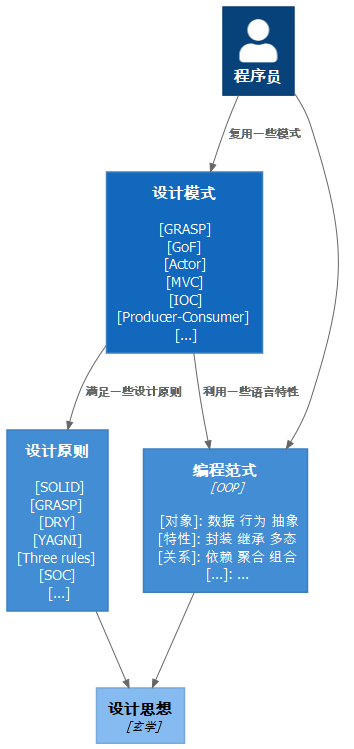 程序员
复用一些模式
设计模式
[GRASP]
[GoF]
[Actor]
[MVC]
[IOC]
[Producer-Consumer]
[...]
满足一些设计原则
利用一些语言特性
设计原则
[SOLID]
[GRASP]
[DRY]
[YAGNI]
[Three rules]
[SOC]
[...]
编程范式
[OOP]
[对象]: 数据 行为 抽象
[特性]: 封装 继承 多态
[关系]: 依赖 聚合 组合
[...]: ...
设计思想
[玄学]